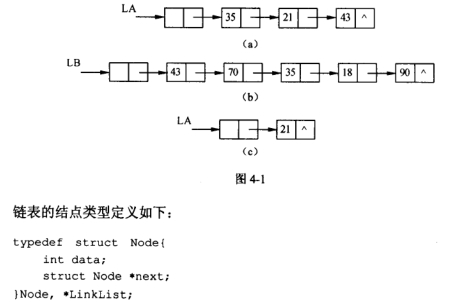 LA
35 21 43 ^
(a)
LB
43 70 35 18 90 ^
(b)
LA
21 ^
(c)
图 4-1
链表的结点类型定义如下：
typedef struct Node{
int data;
struct Node *next;
}Node, *LinkList;